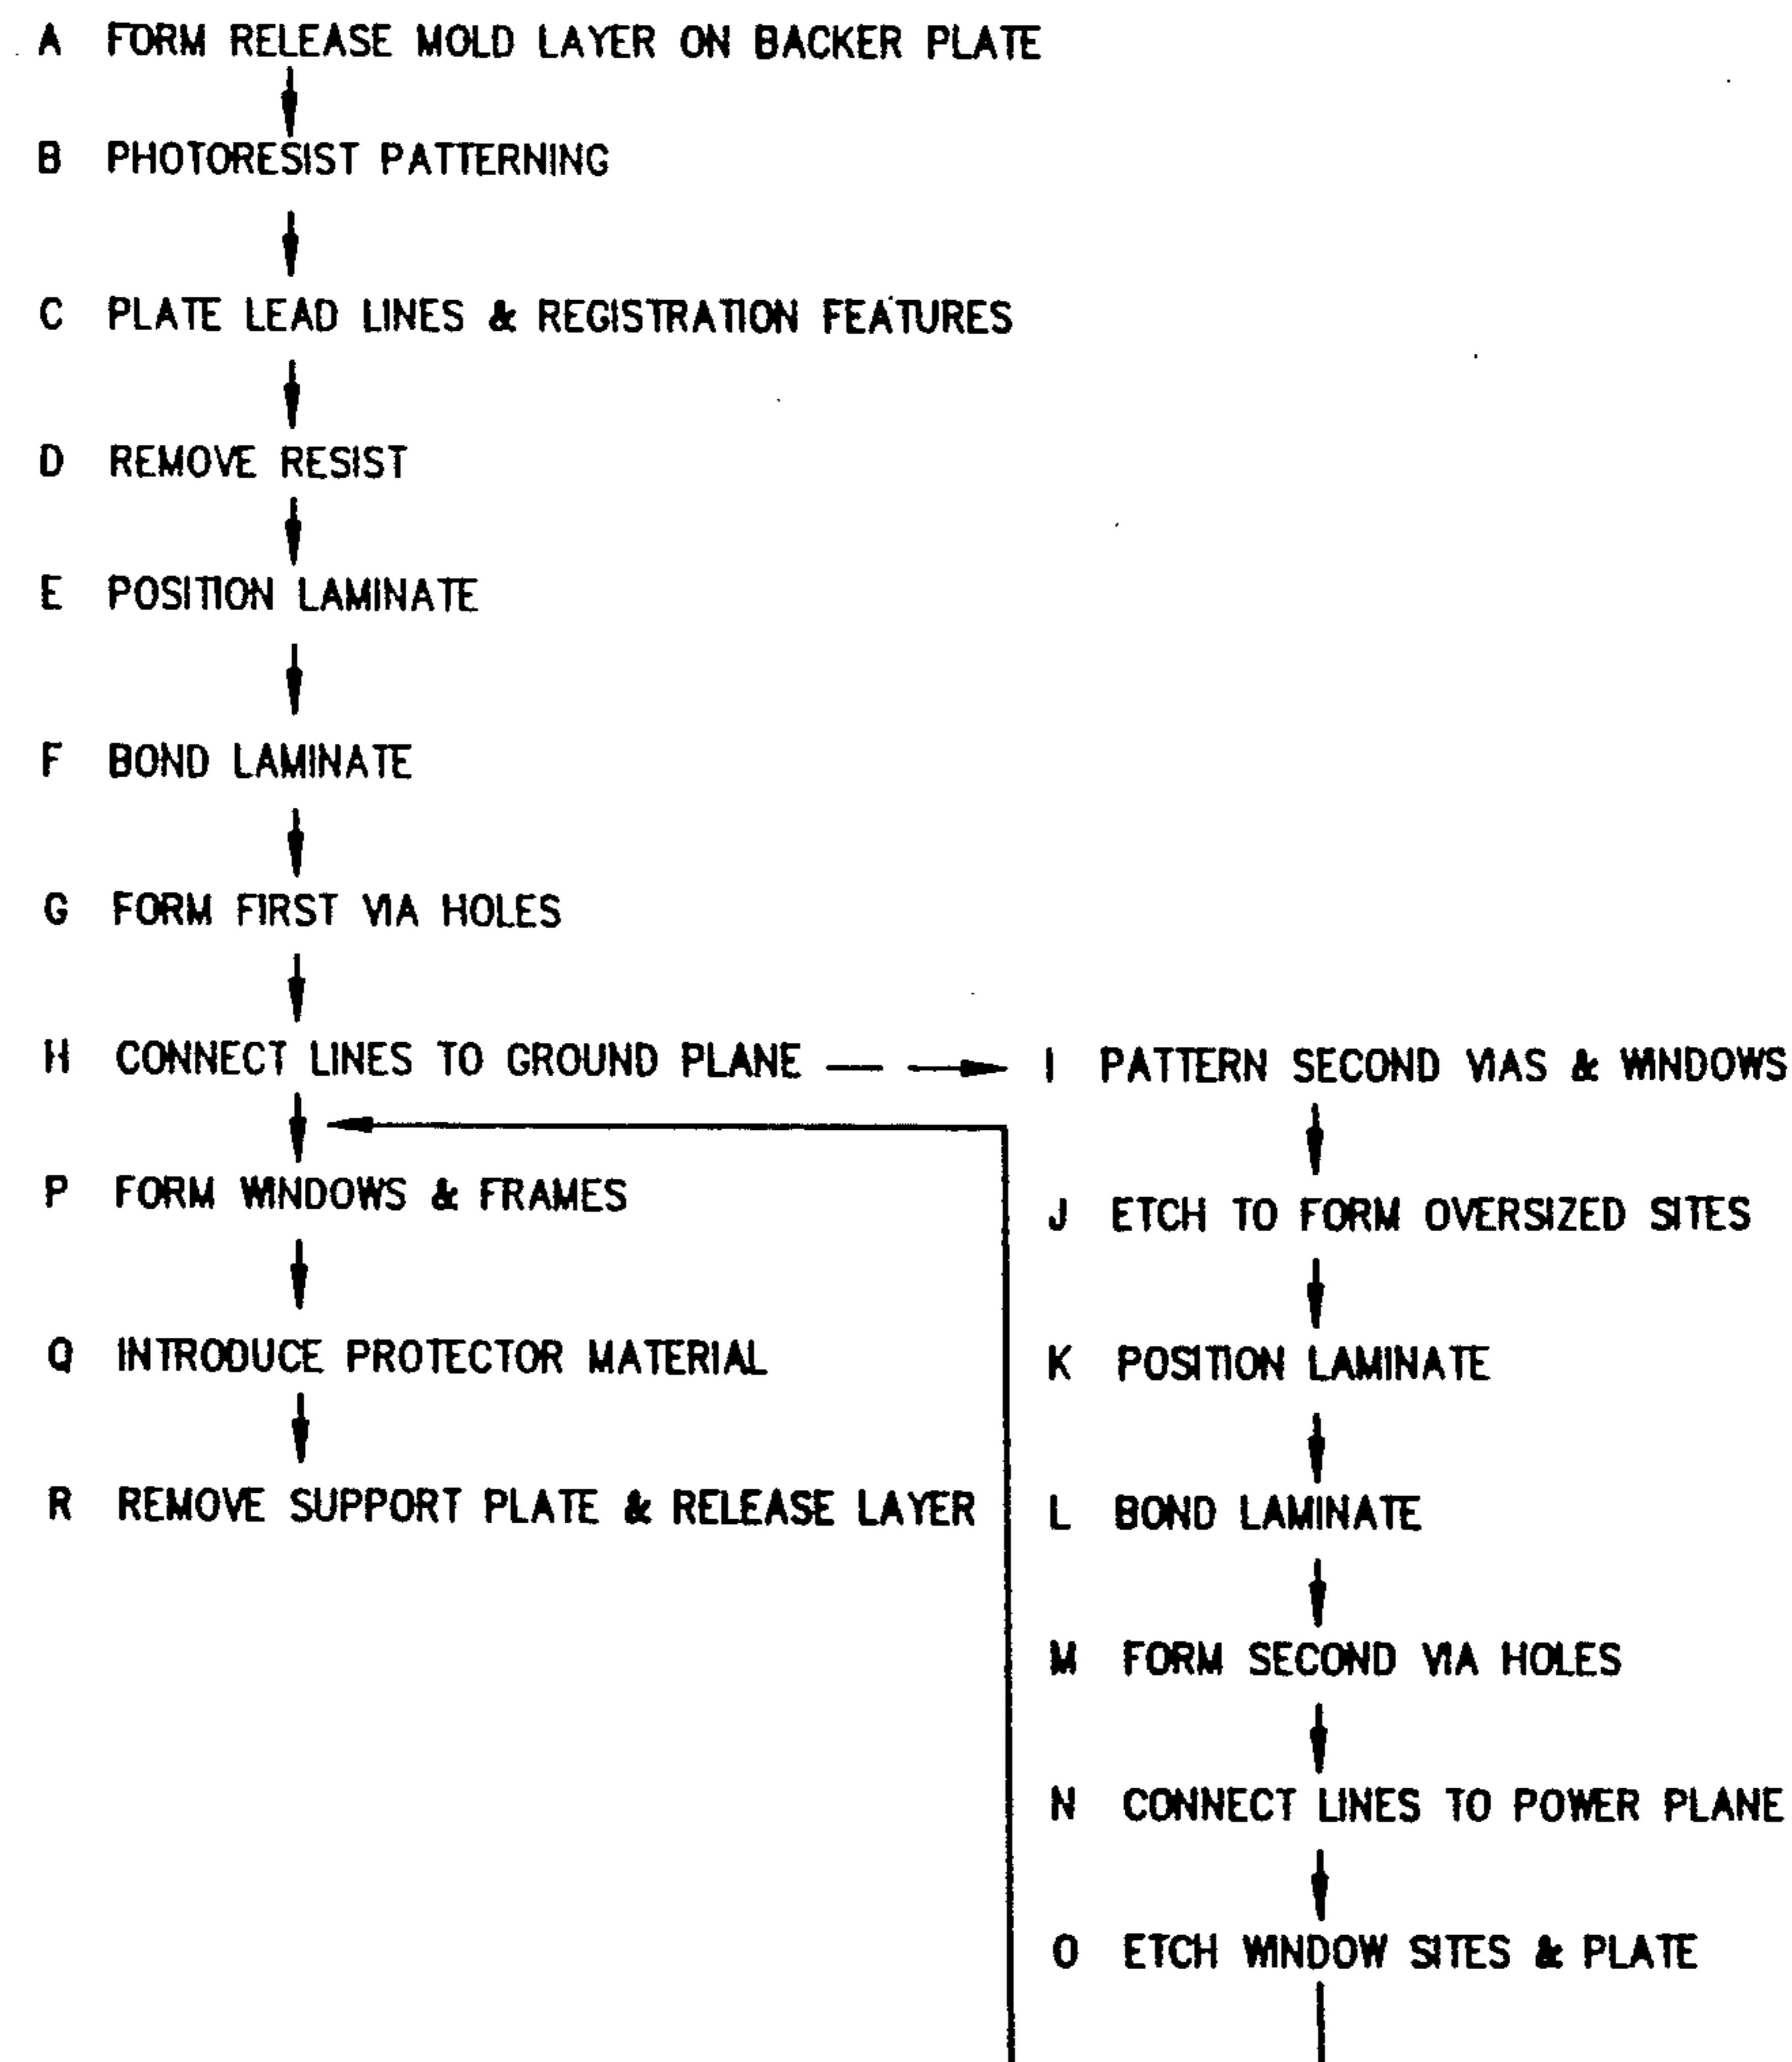 A FORM RELEASE MOLD LAYER ON BACKER PLATE
B PHOTORESIST PATTERNING
C PLATE LEAD LINES & REGISTRATION FEATURES
D REMOVE RESIST
E POSITION LAMINATE
F BOND LAMINATE
G FORM FIRST VIA HOLES
H CONNECT LINES TO GROUND PLANE
P FORM WINDOWS & FRAMES
Q INTRODUCE PROTECTOR MATERIAL
R REMOVE SUPPORT PLATE & RELEASE LAYER
I PATTERN SECOND VIAS & WINDOWS
J ETCH TO FORM OVERSIZED SITES
K POSITION LAMINATE
L BOND LAMINATE
M FORM SECOND VIA HOLES
N CONNECT LINES TO POWER PLANE
O ETCH WINDOW SITES & PLATE